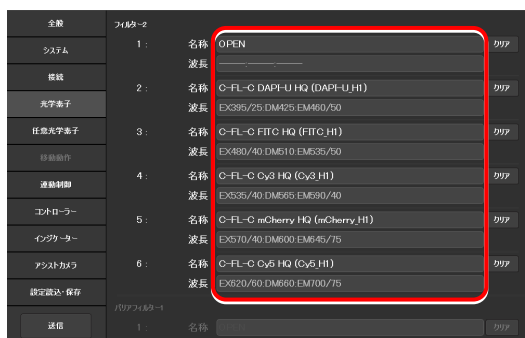 全般
システム
接続
光学素子
任意光学素子
移動動作
連動制御
コントローラー
インジケーター
アシストカメラ
設定読込・保存
送信
フィルター2
1 : 名称 OPEN クリア
波長 ----,----,----
2 : 名称 C-FL-C DAPI-U HQ (DAPI-U_H1) クリア
波長 EX395/25:DM425:EM460/50
3 : 名称 C-FL-C FITC HQ (FITC_H1) クリア
波長 EX480/40:DM510:EM535/50
4 : 名称 C-FL-C Cy3 HQ (Cy3_H1) クリア
波長 EX535/40:DM565:EM590/40
5 : 名称 C-FL-C mCherry HQ (mCherry_H1) クリア
波長 EX570/40:DM600:EM645/75
6 : 名称 C-FL-C Cy5 HQ (Cy5_H1) クリア
波長 EX620/60:DM660:EM700/75
バリアフィルター1
1 : 名称 OPEN クリア